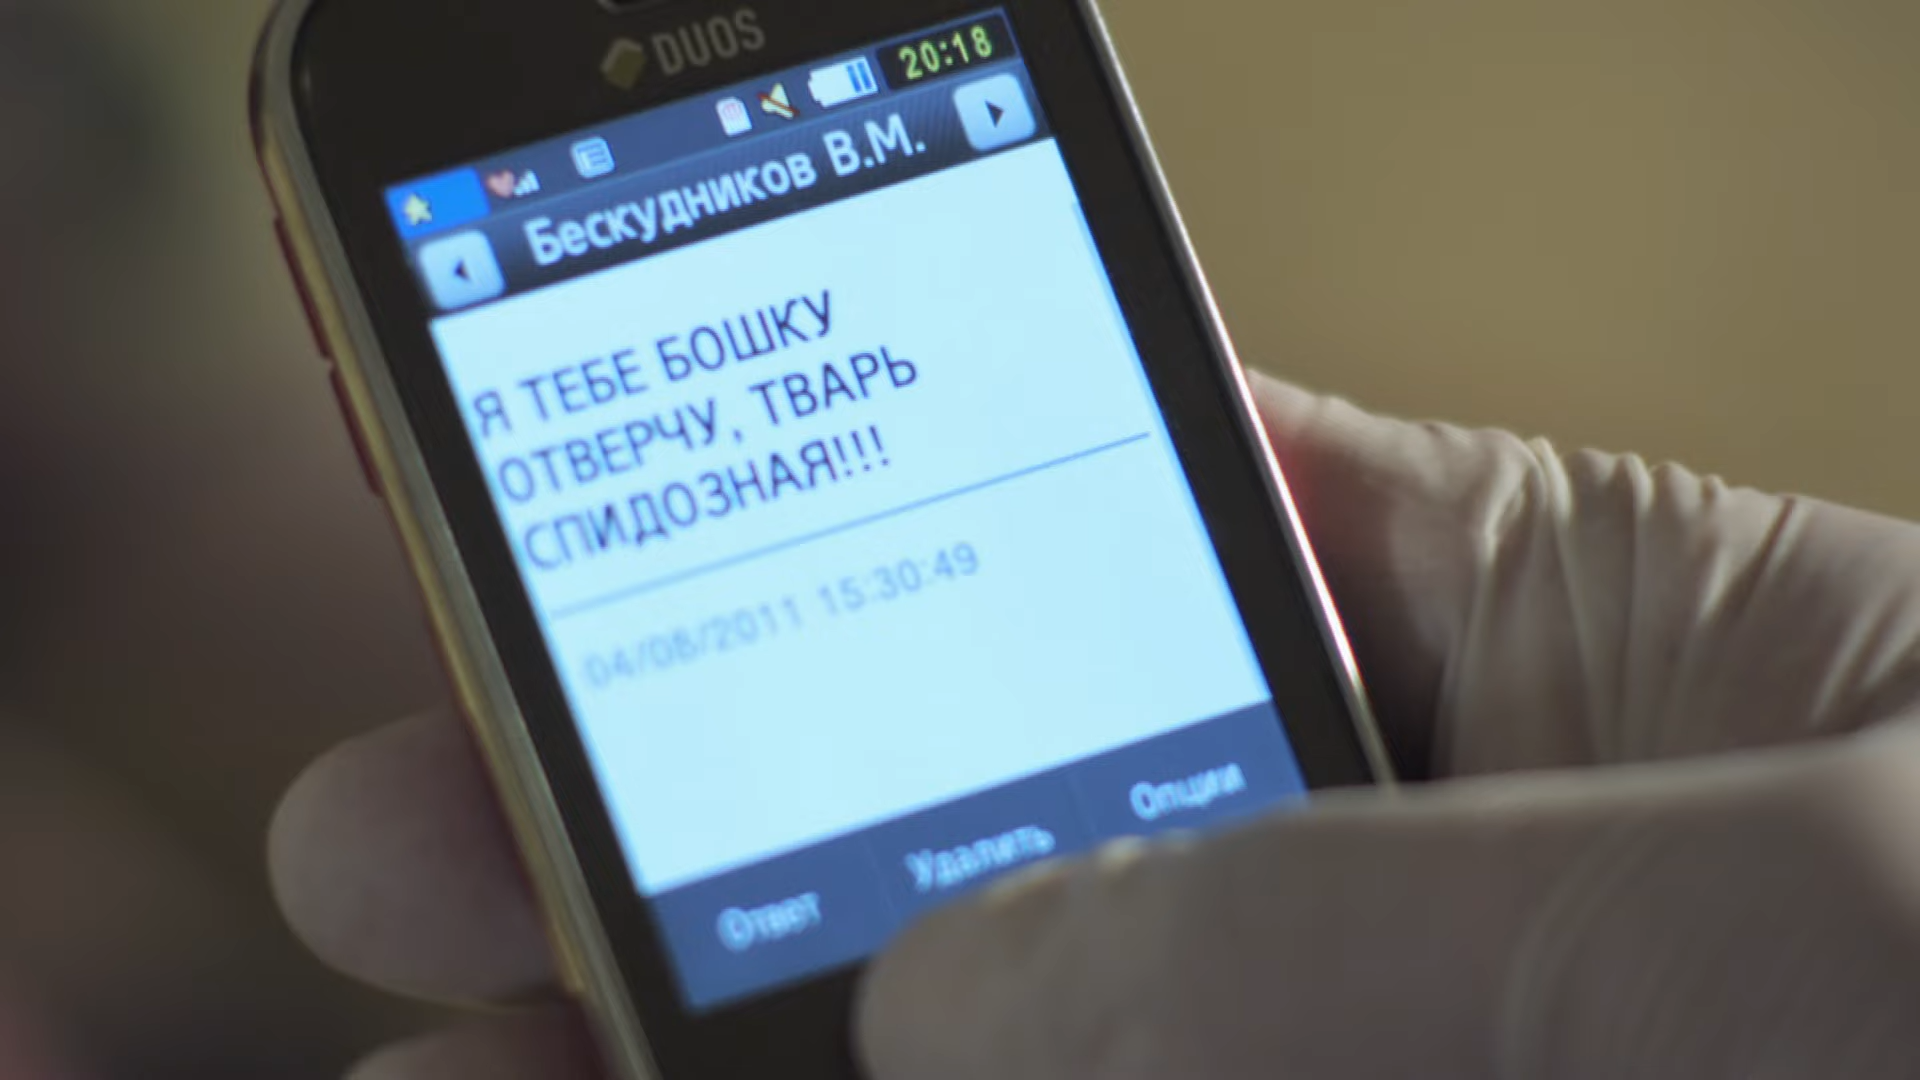 DUOS
20:18
Бескудников В.М.
Я ТЕБЕ БОШКУ
ОТВЕРЧУ, ТВАРЬ
СПИДОЗНАЯ!!!
04/08/2011 15:30:49
Ответ Удалить Опции